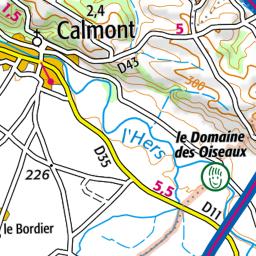 1,5
2,4
5
Calmont
D43
300
l'Hers
le Domaine
des Oiseaux
D35
226
5,5
D11
le Bordier